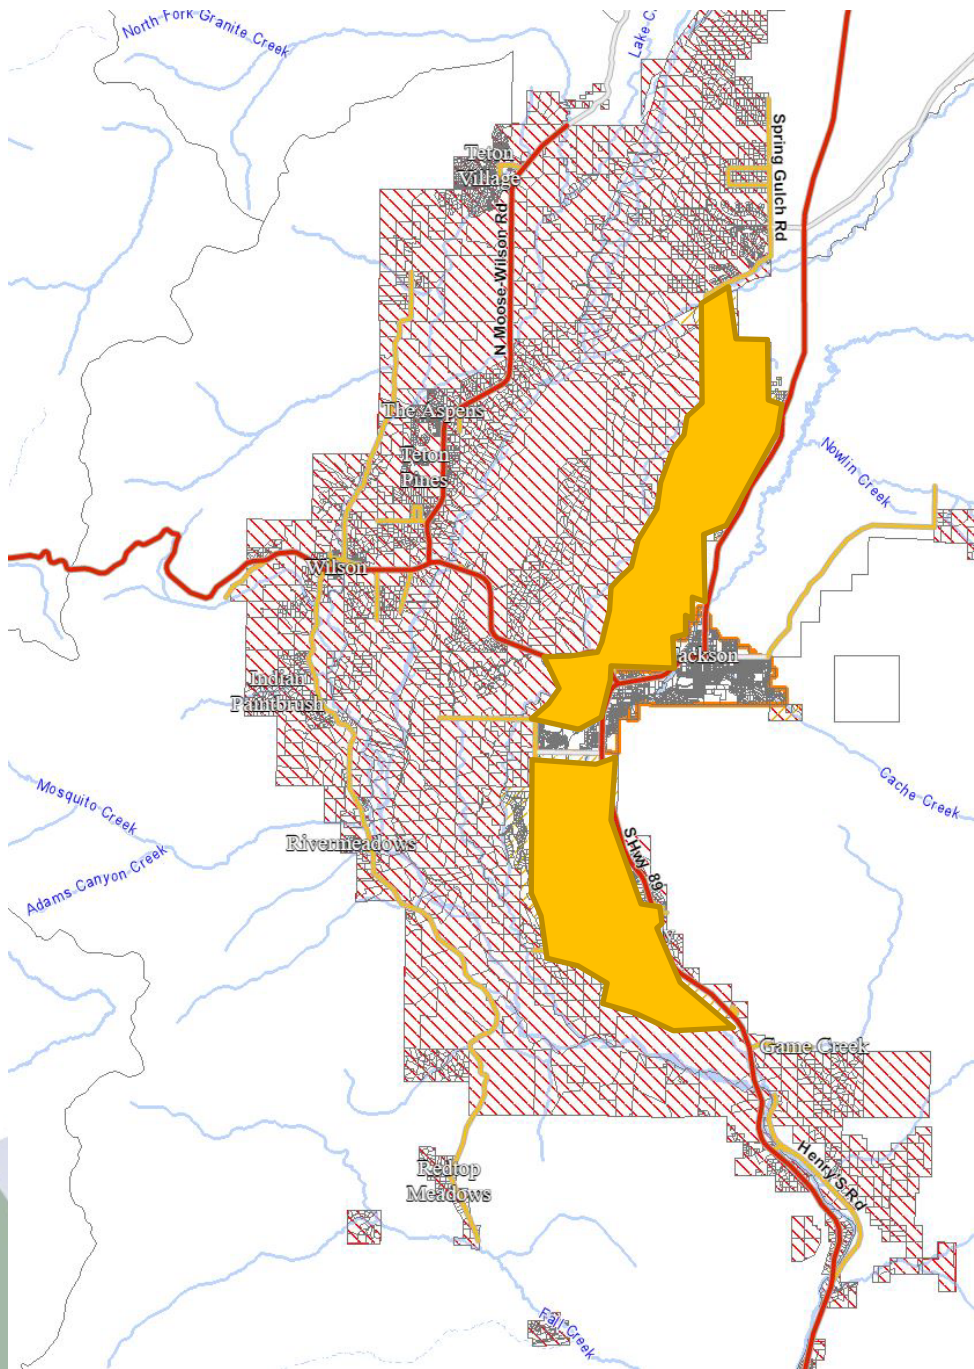 North Fork Granite Creek
Lake C
Teton
Village
Spring Gulch Rd
N Moose-Wilson Rd
The Aspens
Teton
Pines
Nowlin Creek
Wilson
ackson
Indian
Paintbrush
Cache Creek
Mosquito Creek
Rivermeadows
S Hwy 89
Adams Canyon Creek
Game Creek
Henry'S Rd
Redtop
Meadows
Fall Creek